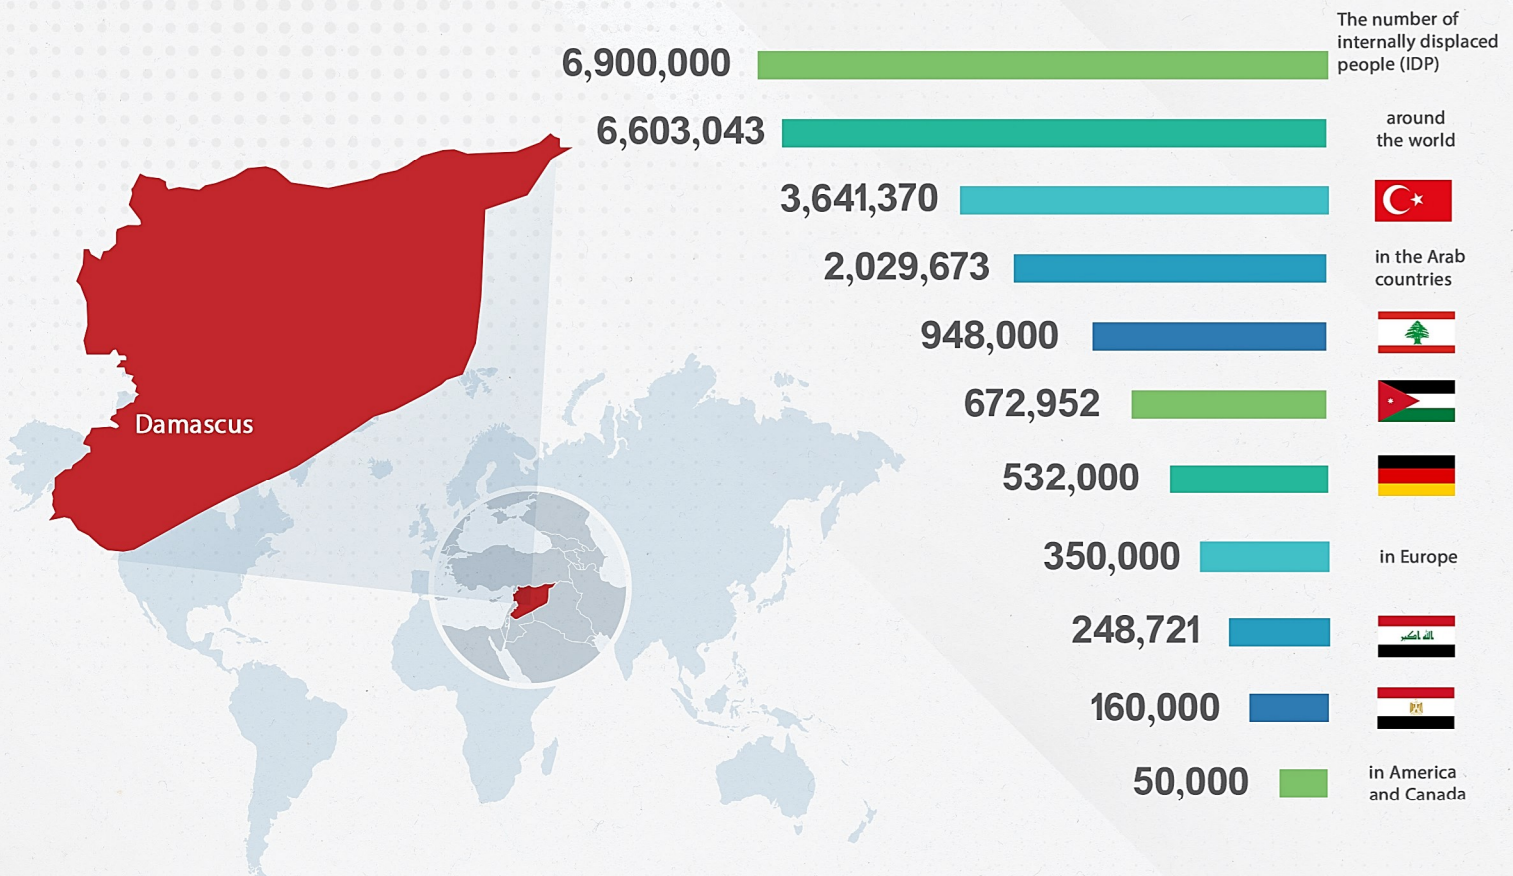 6,900,000
The number of
internally displaced
people (IDP)
6,603,043
around
the world
3,641,370
2,029,673
in the Arab
countries
948,000
672,952
Damascus
532,000
350,000
in Europe
248,721
الله اكبر
160,000
50,000
in America
and Canada